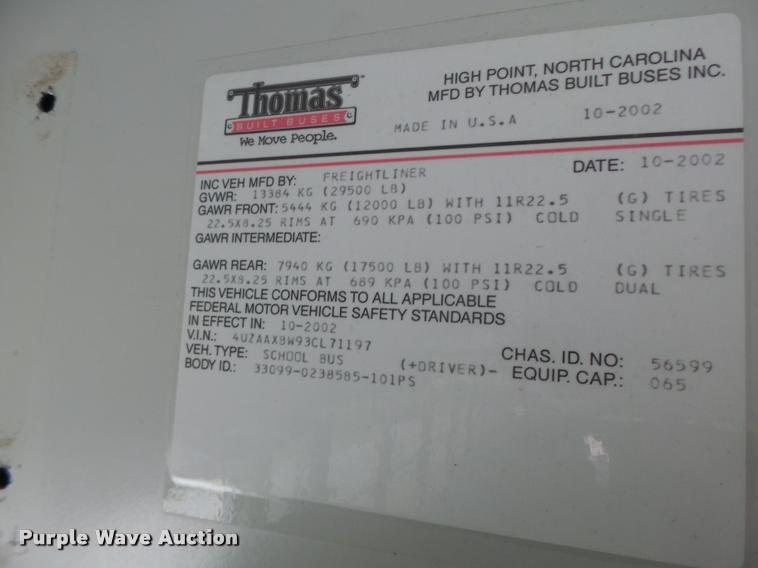 Thomas
BUILT BUSES
We Move People.
HIGH POINT, NORTH CAROLINA
MFD BY THOMAS BUILT BUSES INC.
MADE IN U.S.A 10-2002
INC VEH MFD BY: FREIGHTLINER DATE: 10-2002
GVWR: 13384 KG (29500 LB)
GAWR FRONT: 5444 KG (12000 LB) WITH 11R22.5 (G) TIRES
22.5X8.25 RIMS AT 690 KPA (100 PSI) COLD SINGLE
GAWR INTERMEDIATE:
GAWR REAR: 7940 KG (17500 LB) WITH 11R22.5 (G) TIRES
22.5X8.25 RIMS AT 689 KPA (100 PSI) COLD DUAL
THIS VEHICLE CONFORMS TO ALL APPLICABLE
FEDERAL MOTOR VEHICLE SAFETY STANDARDS
IN EFFECT IN: 10-2002
V.I.N.: 4UZAAXBW93CL71197 CHAS. ID. NO: 56599
VEH. TYPE: SCHOOL BUS (+DRIVER)- EQUIP. CAP.: 065
BODY ID.: 33099-0238585-101PS
Purple Wave Auction